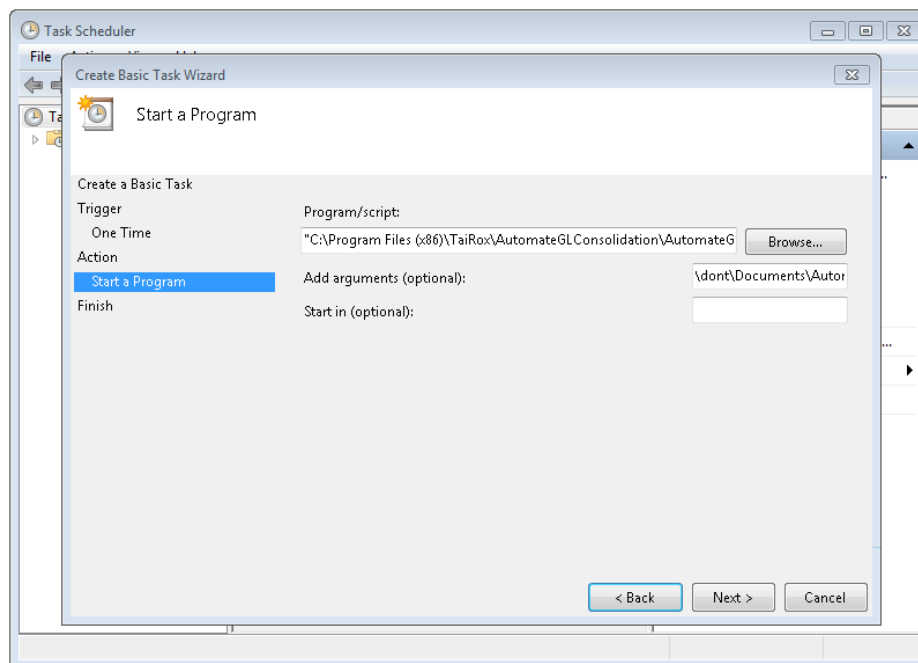 Task Scheduler
File
Create Basic Task Wizard
Start a Program
Create a Basic Task
Trigger
One Time
Action
Start a Program
Finish
Program/script:
"C:\Program Files (x86)\TaiRox\AutomateGLConsolidation\AutomateG
Browse...
Add arguments (optional):
\dont\Documents\Autor
Start in (optional):
< Back
Next >
Cancel